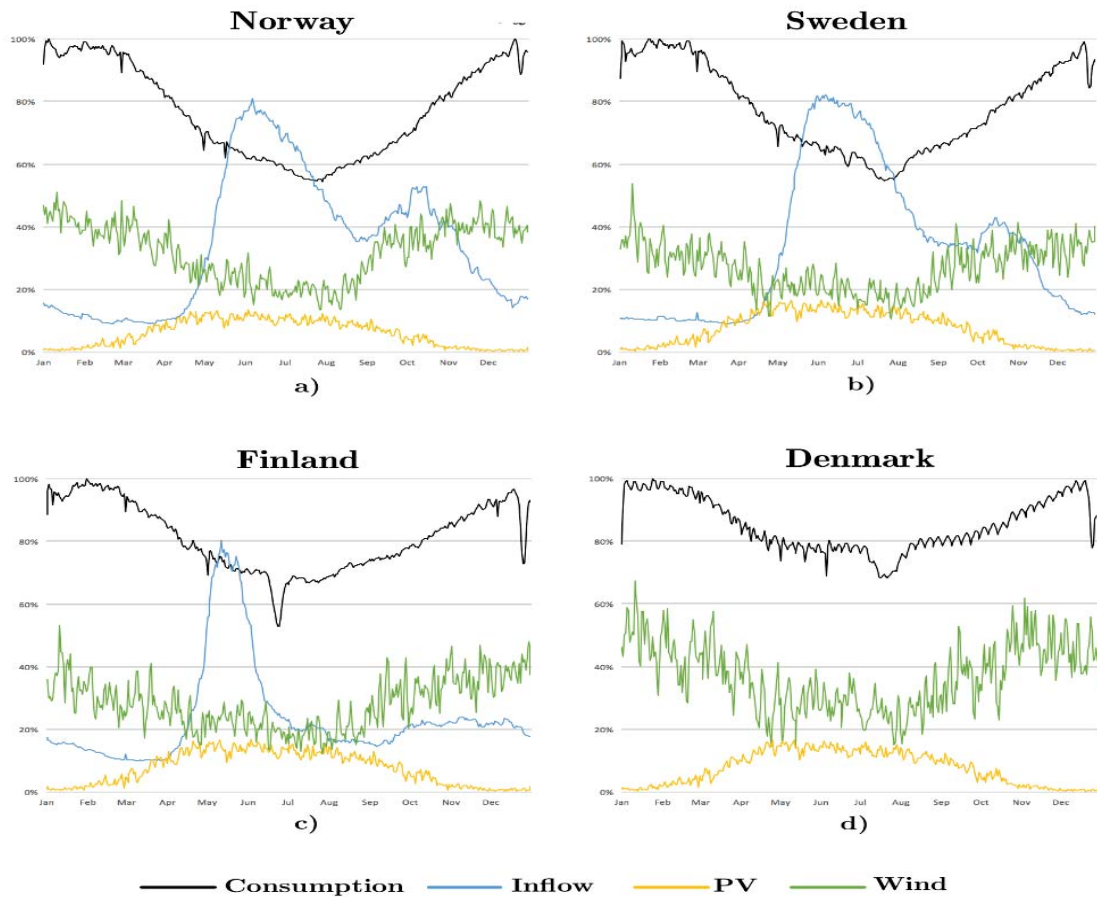 Norway
100%
80%
60%
40%
20%
0%
Jan Feb Mar Apr May Jun Jul Aug Sep Oct Nov Dec
a)
Sweden
100%
80%
60%
40%
20%
0%
Jan Feb Mar Apr May Jun Jul Aug Sep Oct Nov Dec
b)
Finland
100%
80%
60%
40%
20%
0%
Jan Feb Mar Apr May Jun Jul Aug Sep Oct Nov Dec
c)
Denmark
100%
80%
60%
40%
20%
0%
Jan Feb Mar Apr May Jun Jul Aug Sep Oct Nov Dec
d)
Consumption Inflow PV Wind